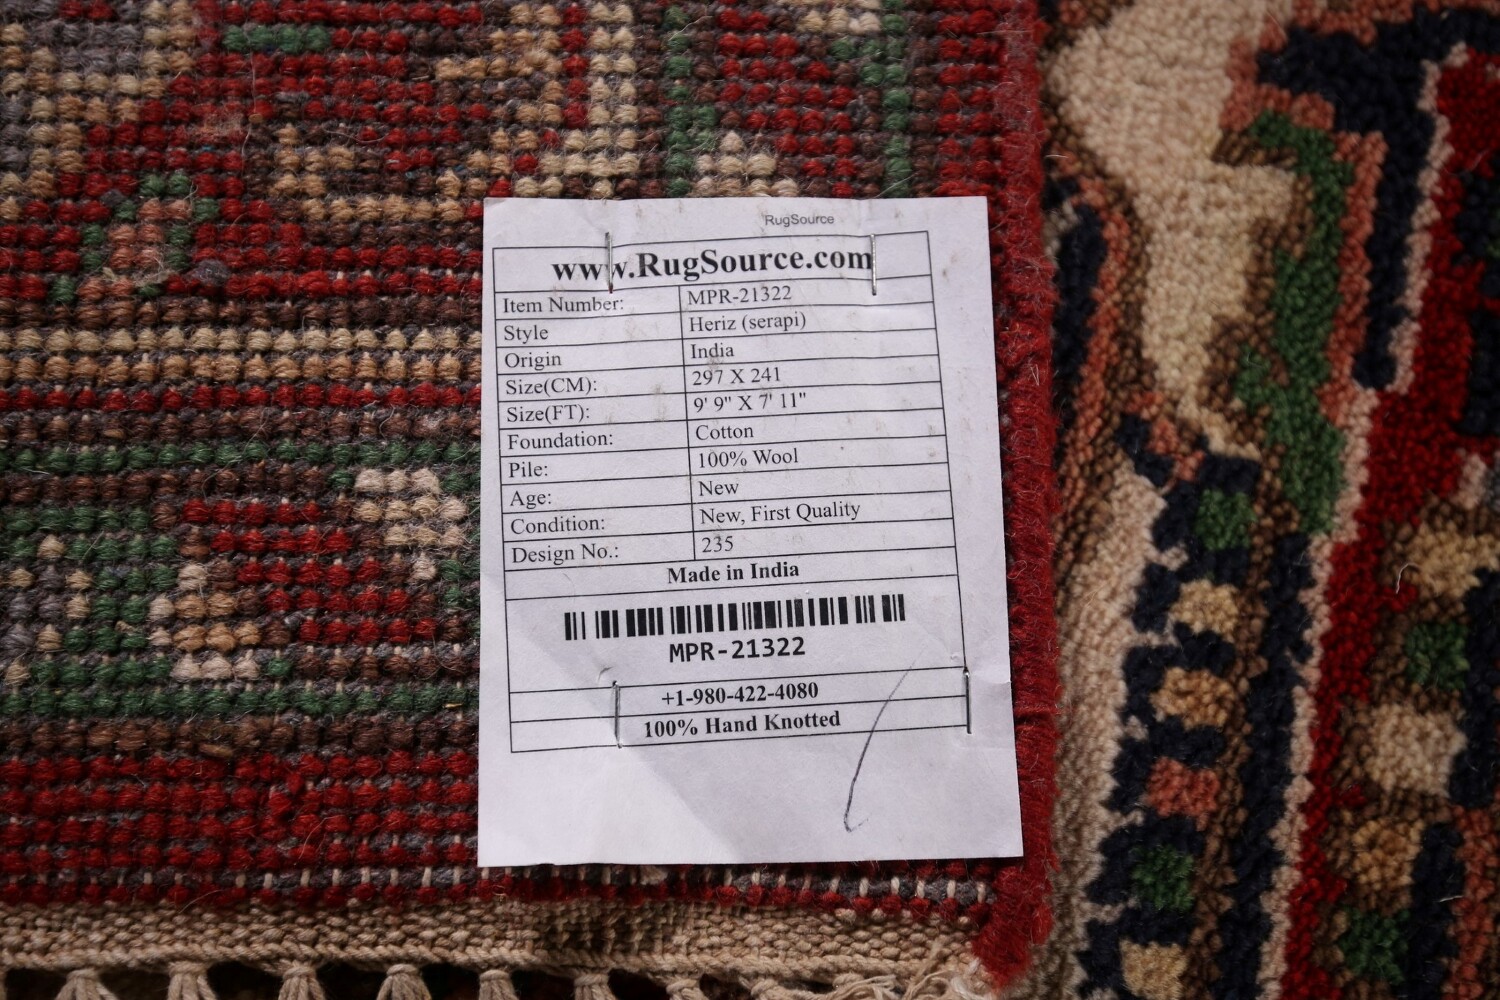 RugSource
www.RugSource.com
Item Number: MPR-21322
Style Heriz (serapi)
Origin India
Size(CM): 297 X 241
Size(FT): 9' 9" X 7' 11"
Foundation: Cotton
Pile: 100% Wool
Age: New
Condition: New, First Quality
Design No.: 235
Made in India
MPR-21322
+1-980-422-4080
100% Hand Knotted